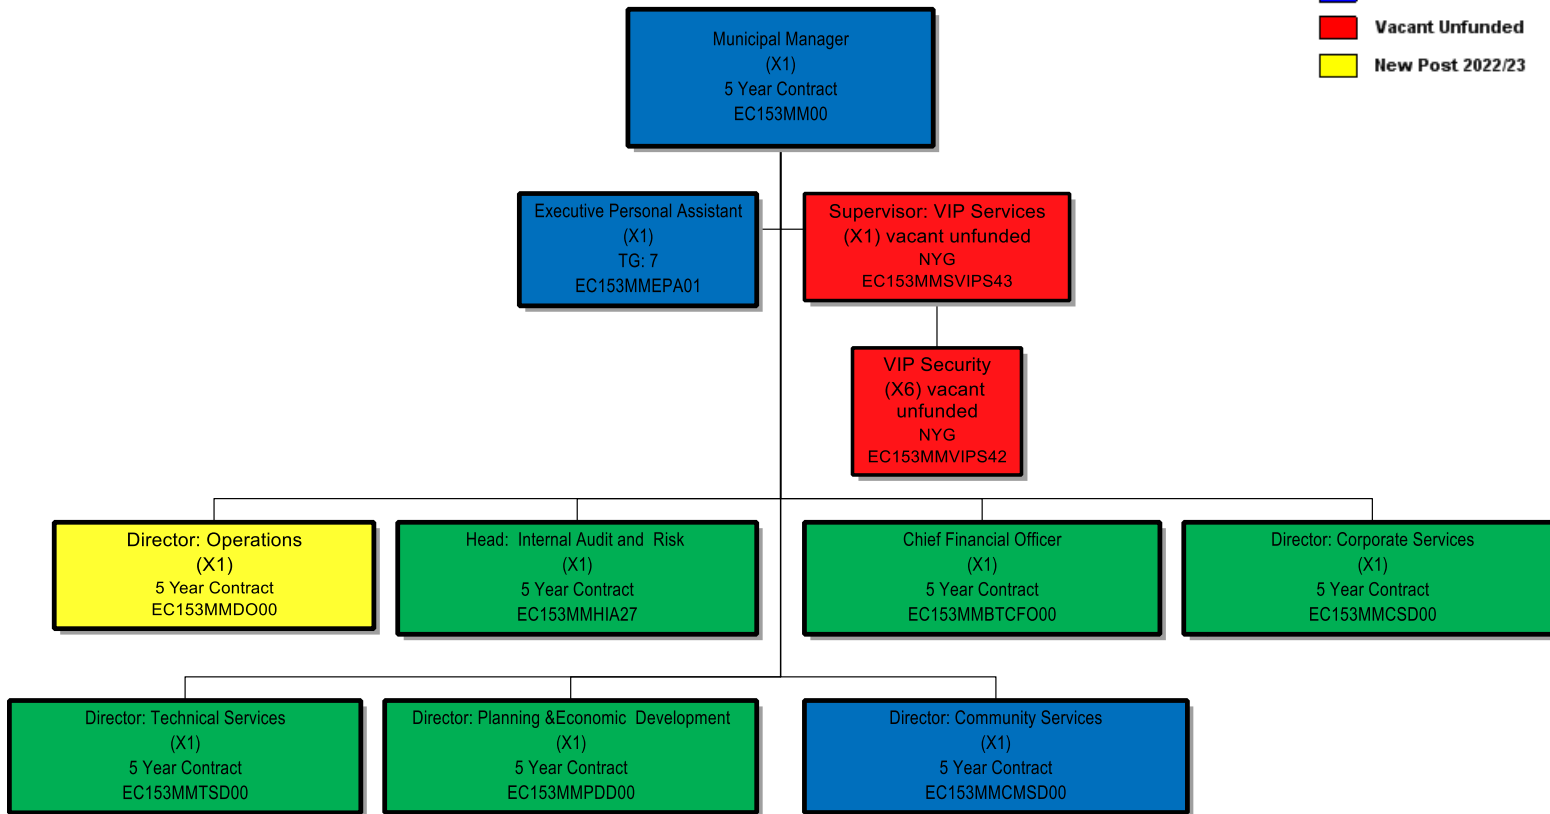 Vacant Unfunded
New Post 2022/23
Municipal Manager
(X1)
5 Year Contract
EC153MM00
Executive Personal Assistant
(X1)
TG: 7
EC153MMEPA01
Supervisor: VIP Services
(X1) vacant unfunded
NYG
EC153MMSVIPS43
VIP Security
(X6) vacant
unfunded
NYG
EC153MMVIPS42
Director: Operations
(X1)
5 Year Contract
EC153MMDO00
Head: Internal Audit and Risk
(X1)
5 Year Contract
EC153MMHIA27
Chief Financial Officer
(X1)
5 Year Contract
EC153MMBTCFO00
Director: Corporate Services
(X1)
5 Year Contract
EC153MMCSD00
Director: Technical Services
(X1)
5 Year Contract
EC153MMTSD00
Director: Planning &Economic Development
(X1)
5 Year Contract
EC153MMPDD00
Director: Community Services
(X1)
5 Year Contract
EC153MMCMSD00